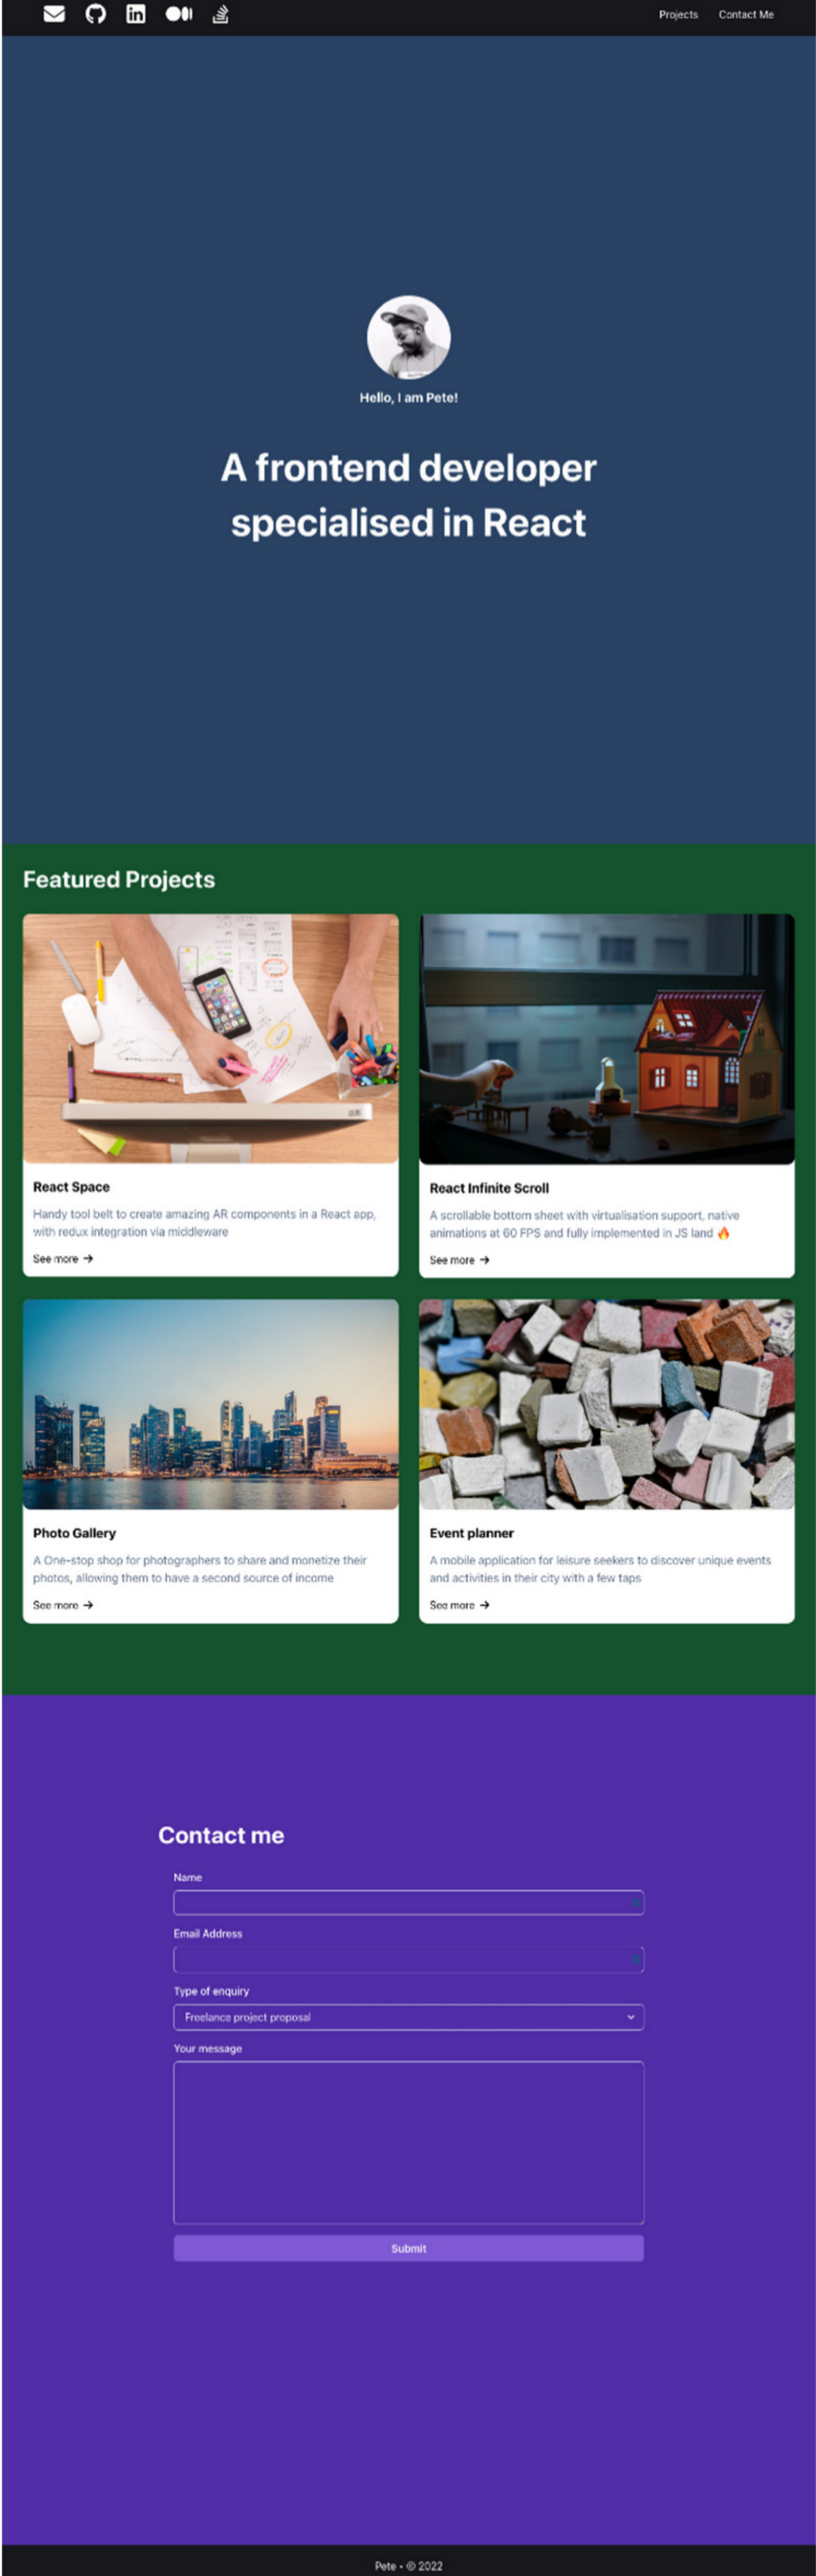 Projects Contact Me
Hello, I am Pete!
A frontend developer
specialised in React
Featured Projects
React Space
Handy tool belt to create amazing AR components in a React app,
with redux integration via middleware
See more →
React Infinite Scroll
A scrollable bottom sheet with virtualisation support, native
animations at 60 FPS and fully implemented in JS land 🔥
See more →
Photo Gallery
A One-stop shop for photographers to share and monetize their
photos, allowing them to have a second source of income
See more →
Event planner
A mobile application for leisure seekers to discover unique events
and activities in their city with a few taps
See more →
Contact me
Name
Email Address
Type of enquiry
Freelance project proposal
Your message
Submit
Pete • © 2022